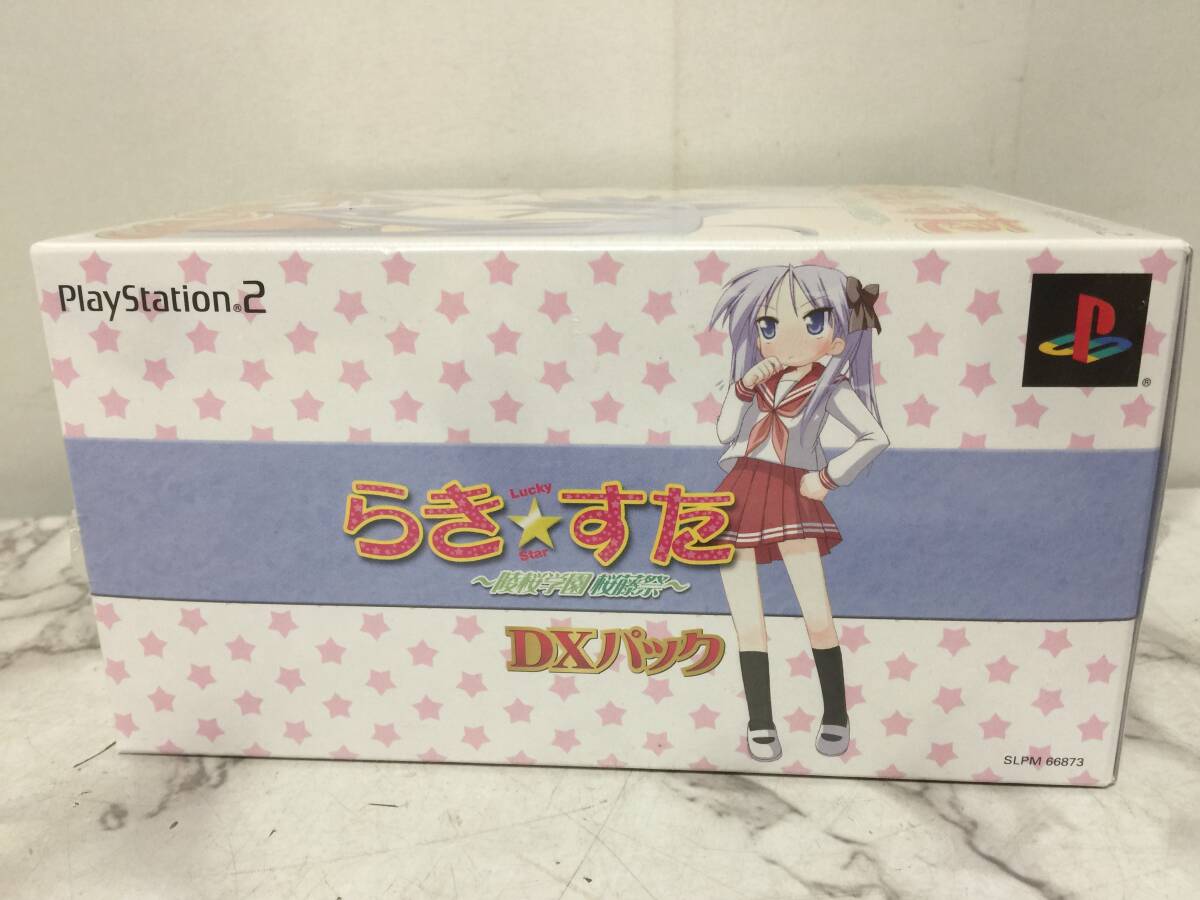 PlayStation®2
®
らき☆すた
Lucky
Star
～陵桜学園 桜藤祭～
DXパック
SLPM 66873